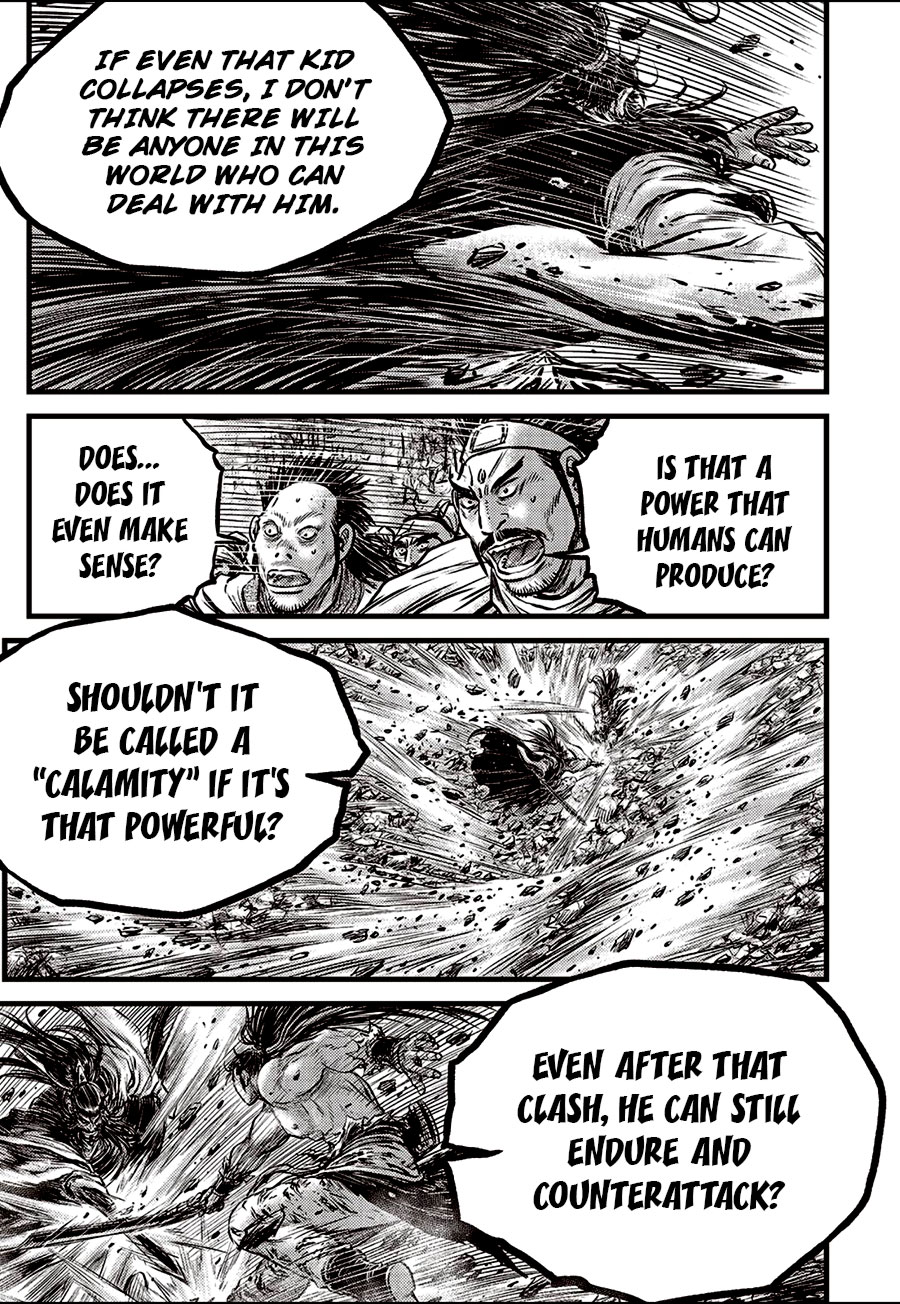 IF EVEN THAT KID
COLLAPSES, I DON'T
THINK THERE WILL
BE ANYONE IN THIS
WORLD WHO CAN
DEAL WITH HIM.
DOES...
DOES IT
EVEN MAKE
SENSE?
IS THAT A
POWER THAT
HUMANS CAN
PRODUCE?
SHOULDN'T IT
BE CALLED A
"CALAMITY" IF IT'S
THAT POWERFUL?
EVEN AFTER THAT
CLASH, HE CAN STILL
ENDURE AND
COUNTERATTACK?